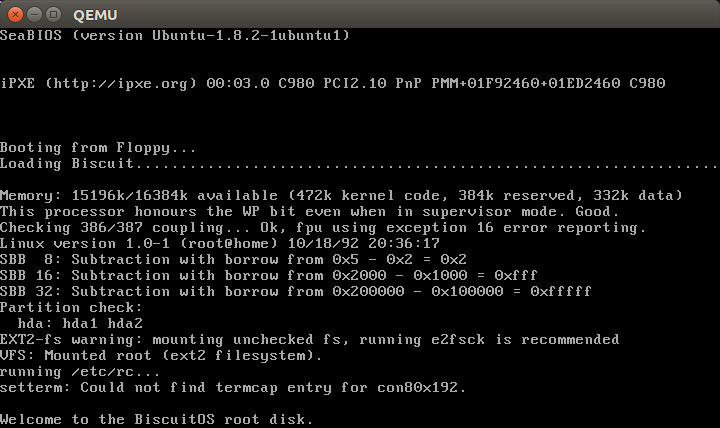 QEMU
SeaBIOS (version Ubuntu-1.8.2-1ubuntu1)
iPXE (http://ipxe.org) 00:03.0 C980 PCI2.10 PnP PMM+01F92460+01ED2460 C980
Booting from Floppy...
Loading Biscuit................................................................
Memory: 15196k/16384k available (472k kernel code, 384k reserved, 332k data)
This processor honours the WP bit even when in supervisor mode. Good.
Checking 386/387 coupling... Ok, fpu using exception 16 error reporting.
Linux version 1.0-1 (root@home) 10/18/92 20:36:17
SBB  8: Subtraction with borrow from 0x5 - 0x2 = 0x2
SBB 16: Subtraction with borrow from 0x2000 - 0x1000 = 0xfff
SBB 32: Subtraction with borrow from 0x200000 - 0x100000 = 0xfffff
Partition check:
  hda: hda1 hda2
EXT2-fs warning: mounting unchecked fs, running e2fsck is recommended
VFS: Mounted root (ext2 filesystem).
running /etc/rc...
setterm: Could not find termcap entry for con80x192.
Welcome to the BiscuitOS root disk.